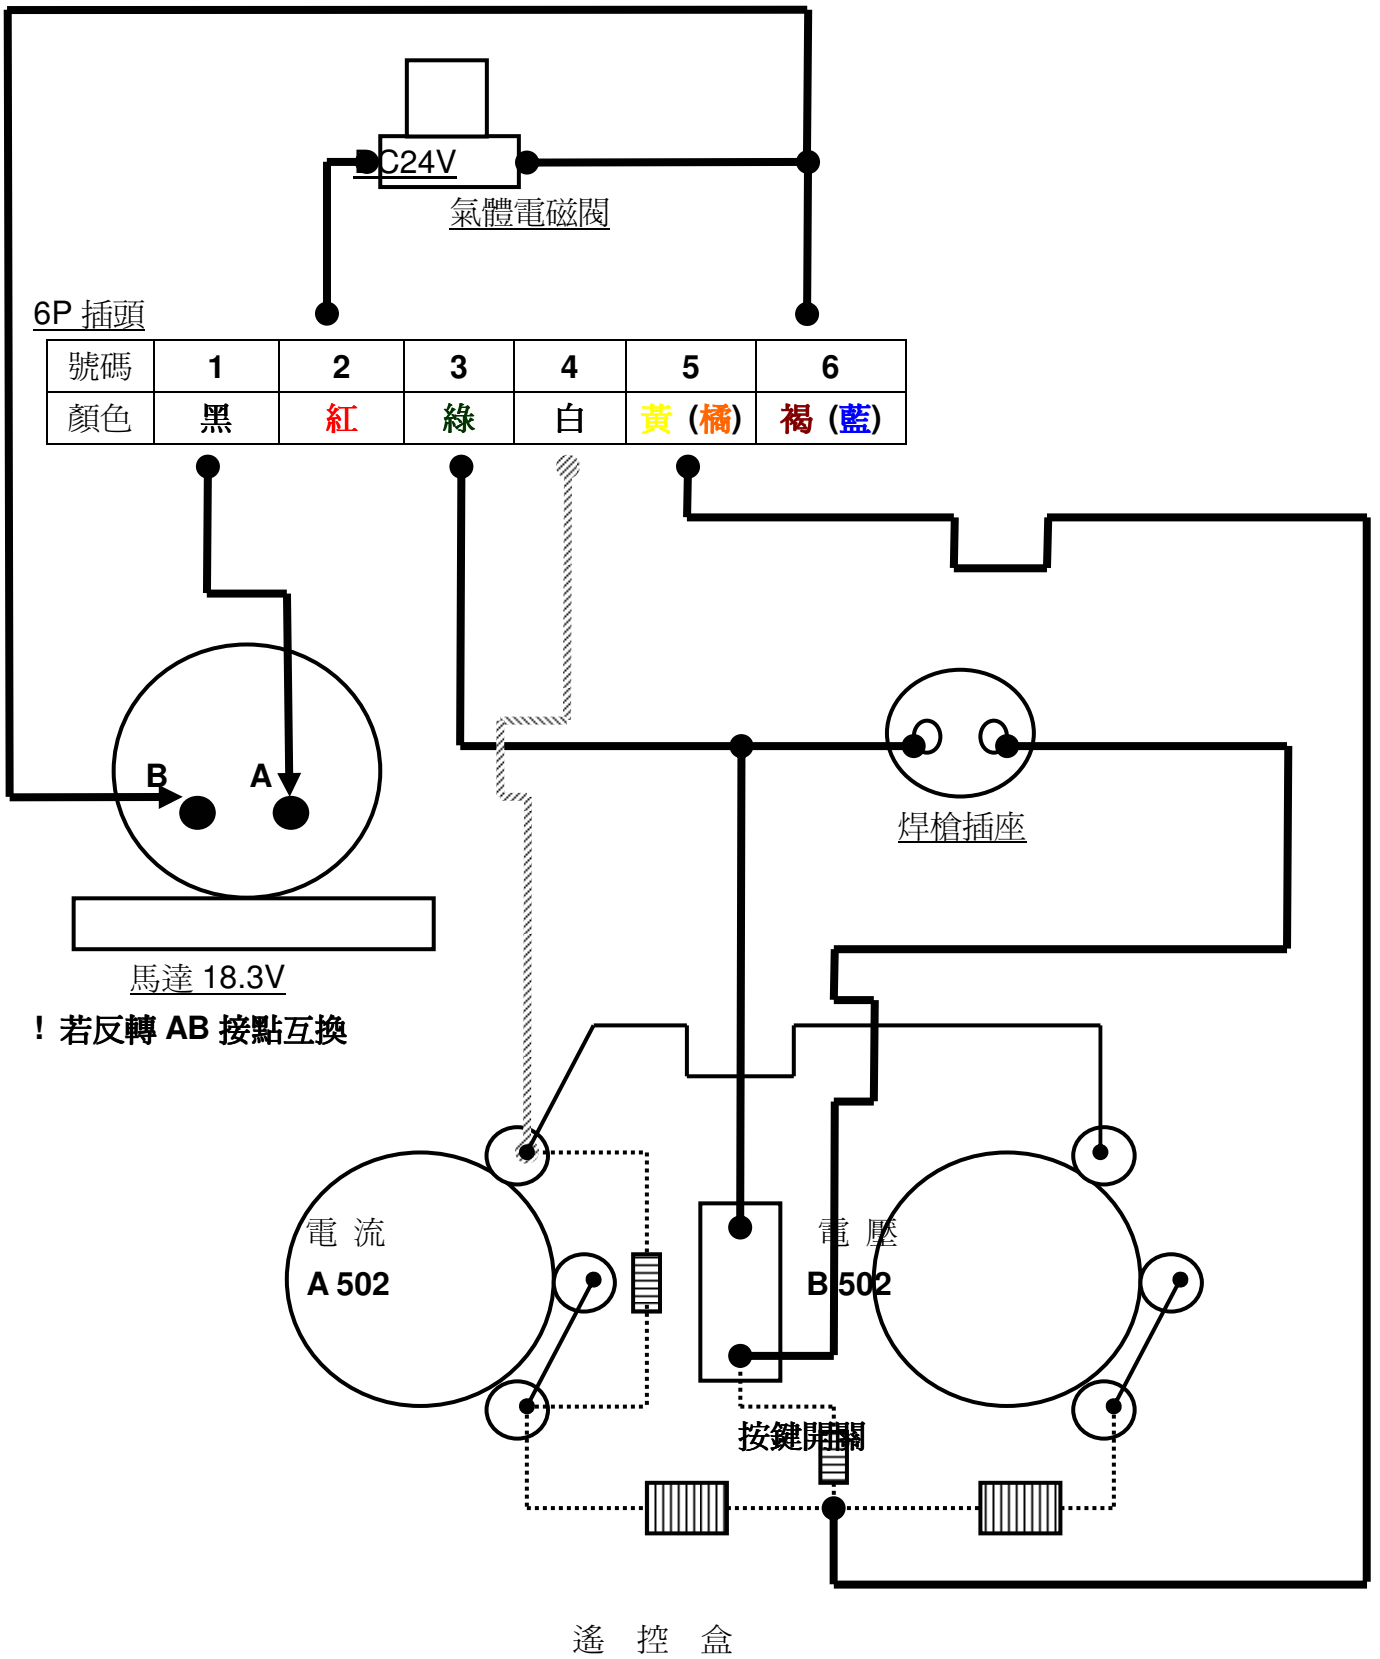 DC24V
氣體電磁閥
6P 插頭
號碼 1 2 3 4 5 6
顏色 黑 紅 綠 白 黃 (橘) 褐 (藍)
B A
焊槍插座
馬達 18.3V
! 若反轉 AB 接點互換
電 流 電 壓
A 502 B 502
按鍵開關
遙 控 盒